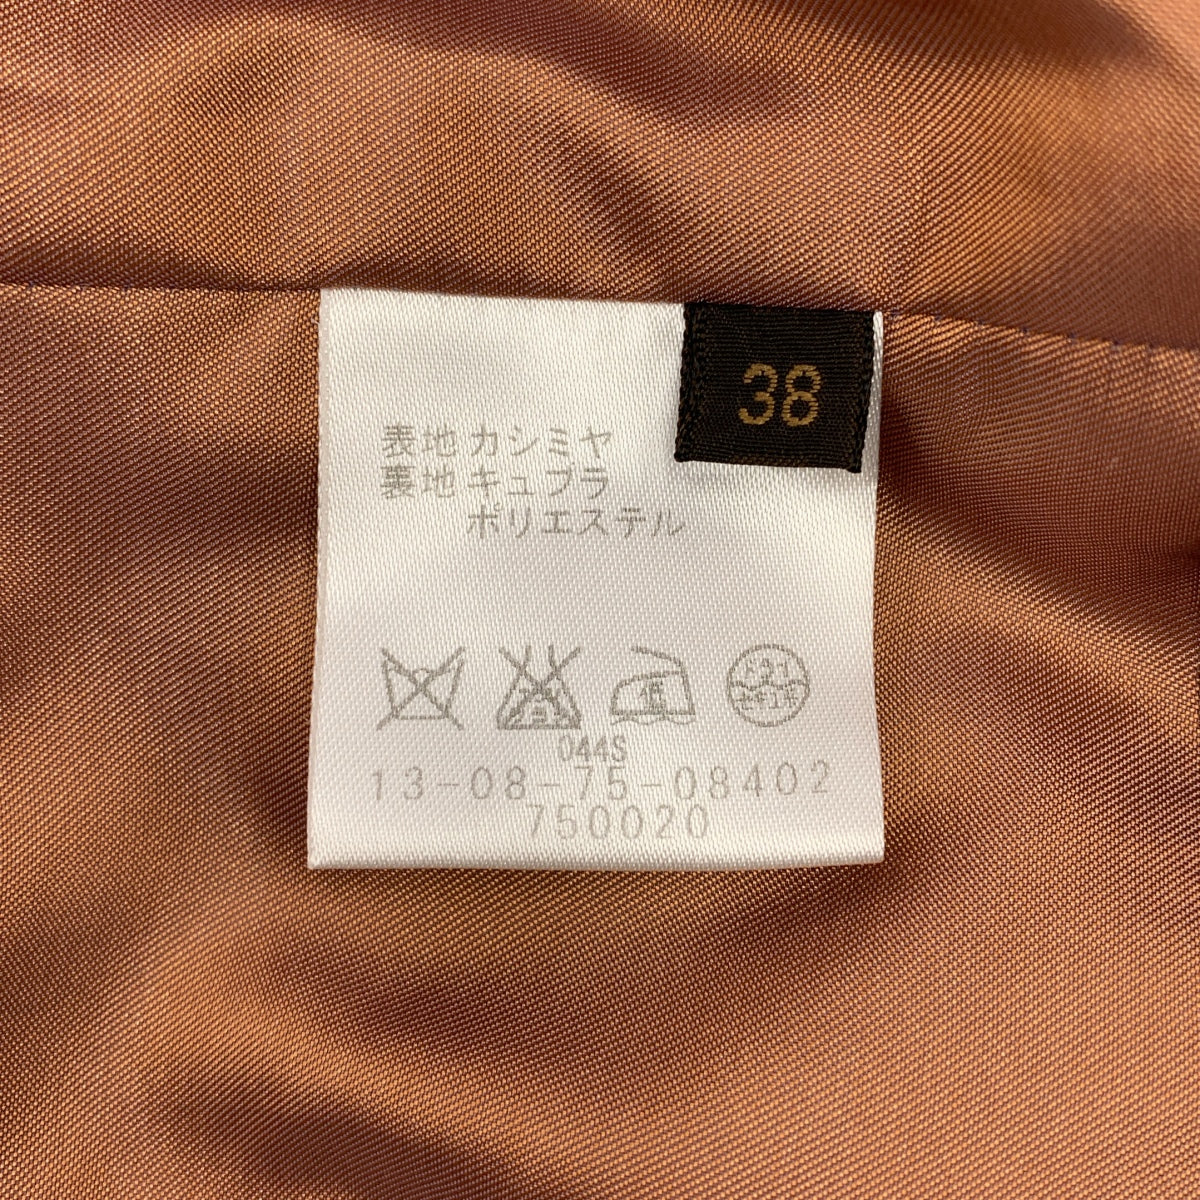 38
表地 カシミヤ
裏地 キュプラ
ポリエステル
044S
13-08-75-08402
750020